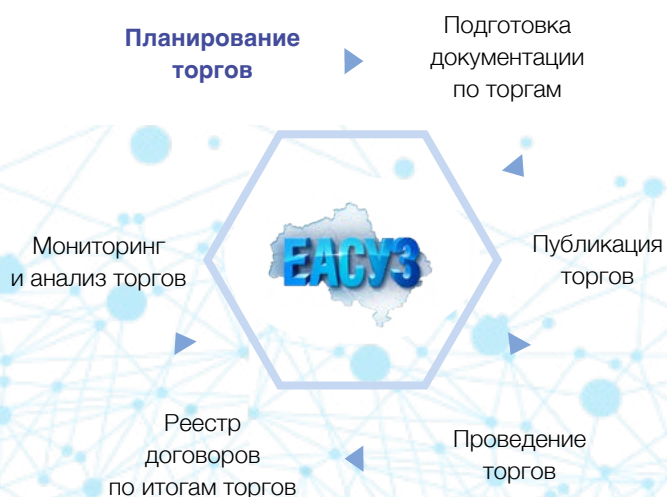 Планирование
торгов
Подготовка
документации
по торгам
Мониторинг
и анализ торгов
ЕАСУЗ
Публикация
торгов
Реестр
договоров
по итогам торгов
Проведение
торгов